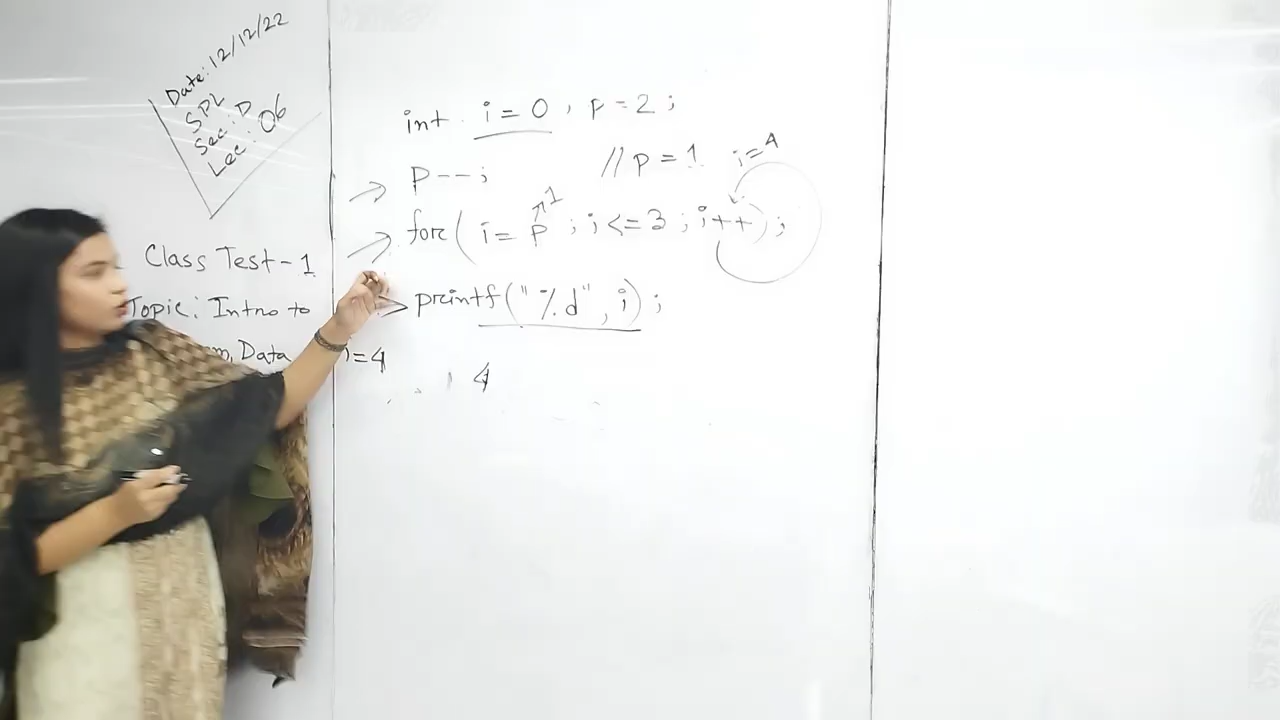 Date: 12/12/22
SPL
Sec: D
Lec: 06
Class Test-1
Topic: Intro to
Data
=4
int i = 0, P = 2;
P--; // P = 1 i=4
1
for( i = P ; i <= 3 ; i++);
printf("%d", i);
4